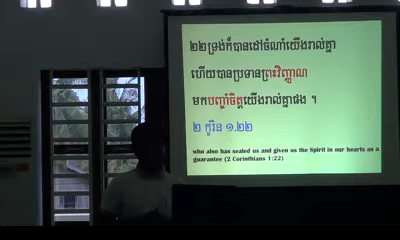 ២២ទ្រង់ក៏បានដៅចំណាំយើងរាល់គ្នា
ហើយបានប្រទានព្រះវិញ្ញាណ
មកបញ្ចាំចិត្តយើងរាល់គ្នាផង ។
២ កូរិន ១.២២
who also has sealed us and given us the Spirit in our hearts as a
guarantee (2 Corinthians 1:22)